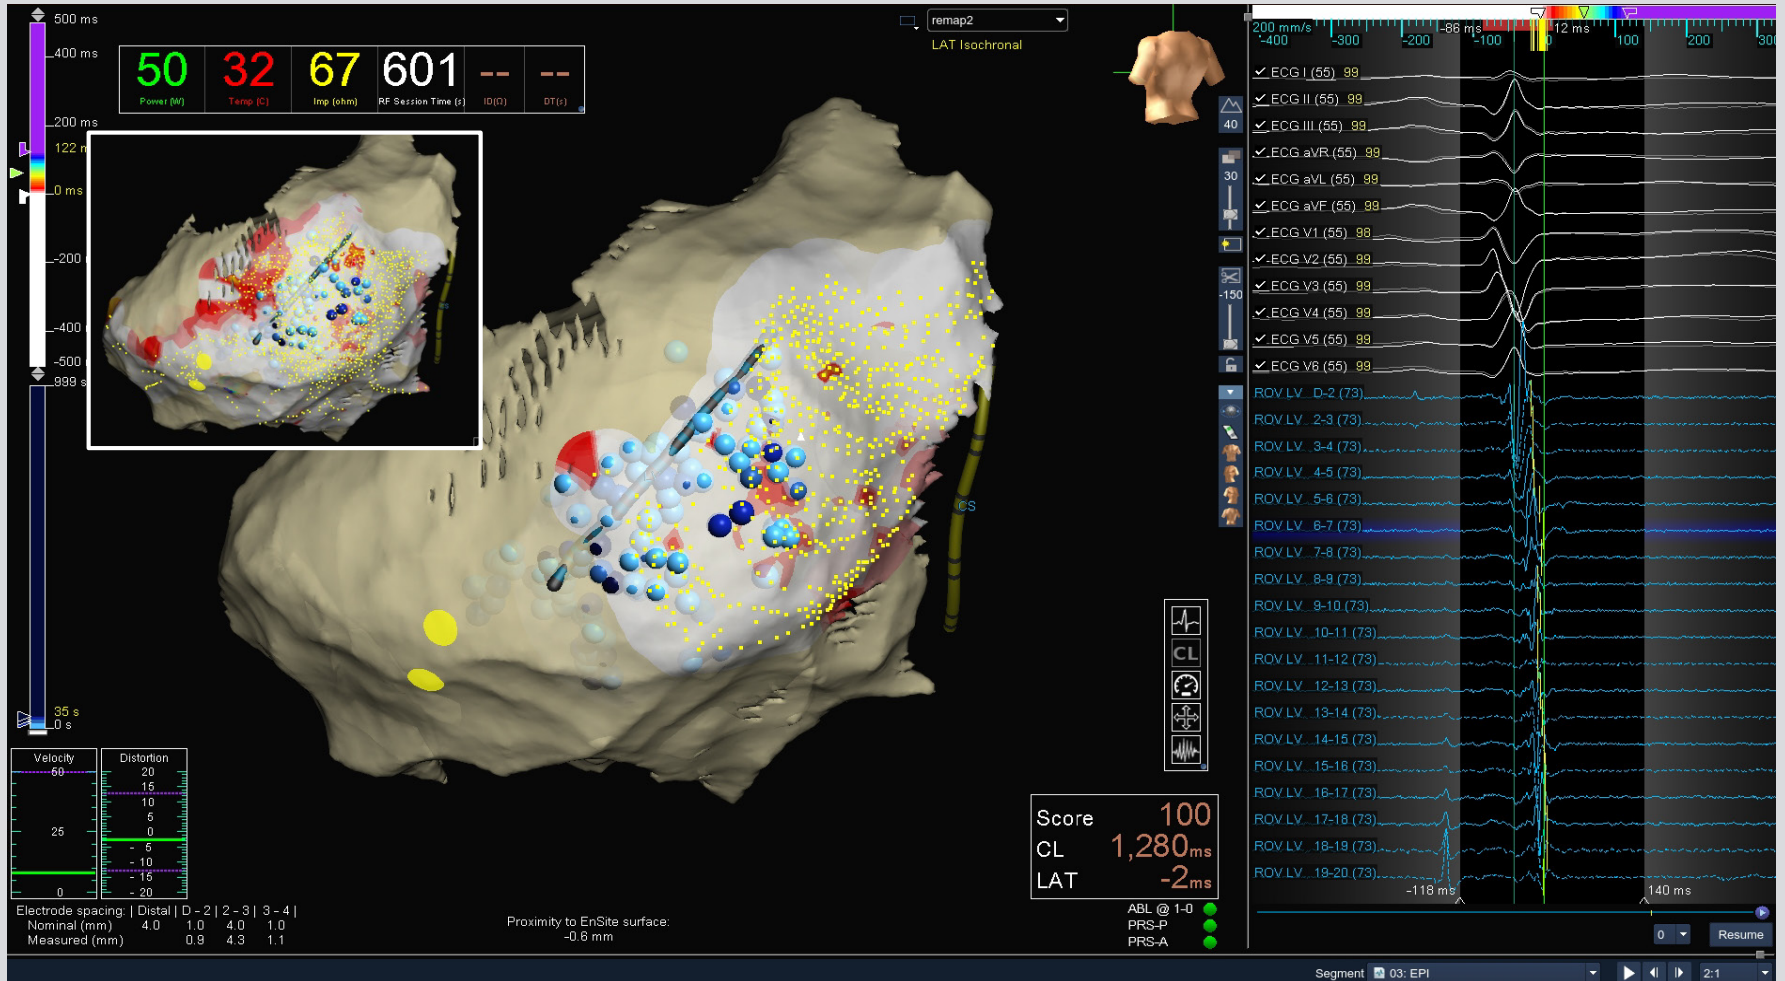 500 ms
400 ms
200 ms
122 m
0 ms
-200
-400
-500
999 s
35 s
0 s
50 32 67 601 -- --
Power (W) Temp (C) Imp (ohm) RF Session Time (s) ID(Ω) DT(s)
remap2
LAT Isochronal
40
30
-150
CS
CL
Velocity
50
25
0
Distortion
20
15
10
5
0
- 5
- 10
- 15
- 20
Electrode spacing: | Distal | D - 2 | 2 - 3 | 3 - 4 |
Nominal (mm) 4.0 1.0 4.0 1.0
Measured (mm) 0.9 4.3 1.1
Proximity to EnSite surface:
-0.6 mm
Score 100
CL 1,280 ms
LAT -2 ms
ABL @ 1-0
PRS-P
PRS-A
200 mm/s -86 ms 12 ms
-400 -300 -200 -100 0 100 200 300
ECG I (55) 99
ECG II (55) 99
ECG III (55) 99
ECG aVR (55) 99
ECG aVL (55) 99
ECG aVF (55) 99
ECG V1 (55) 98
ECG V2 (55) 99
ECG V3 (55) 99
ECG V4 (55) 99
ECG V5 (55) 99
ECG V6 (55) 99
ROV LV D-2 (73)
ROV LV 2-3 (73)
ROV LV 3-4 (73)
ROV LV 4-5 (73)
ROV LV 5-6 (73)
ROV LV 6-7 (73)
ROV LV 7-8 (73)
ROV LV 8-9 (73)
ROV LV 9-10 (73)
ROV LV 10-11 (73)
ROV LV 11-12 (73)
ROV LV 12-13 (73)
ROV LV 13-14 (73)
ROV LV 14-15 (73)
ROV LV 15-16 (73)
ROV LV 16-17 (73)
ROV LV 17-18 (73)
ROV LV 18-19 (73)
ROV LV 19-20 (73)
-118 ms 140 ms
0 Resume
Segment 03: EPI 2:1